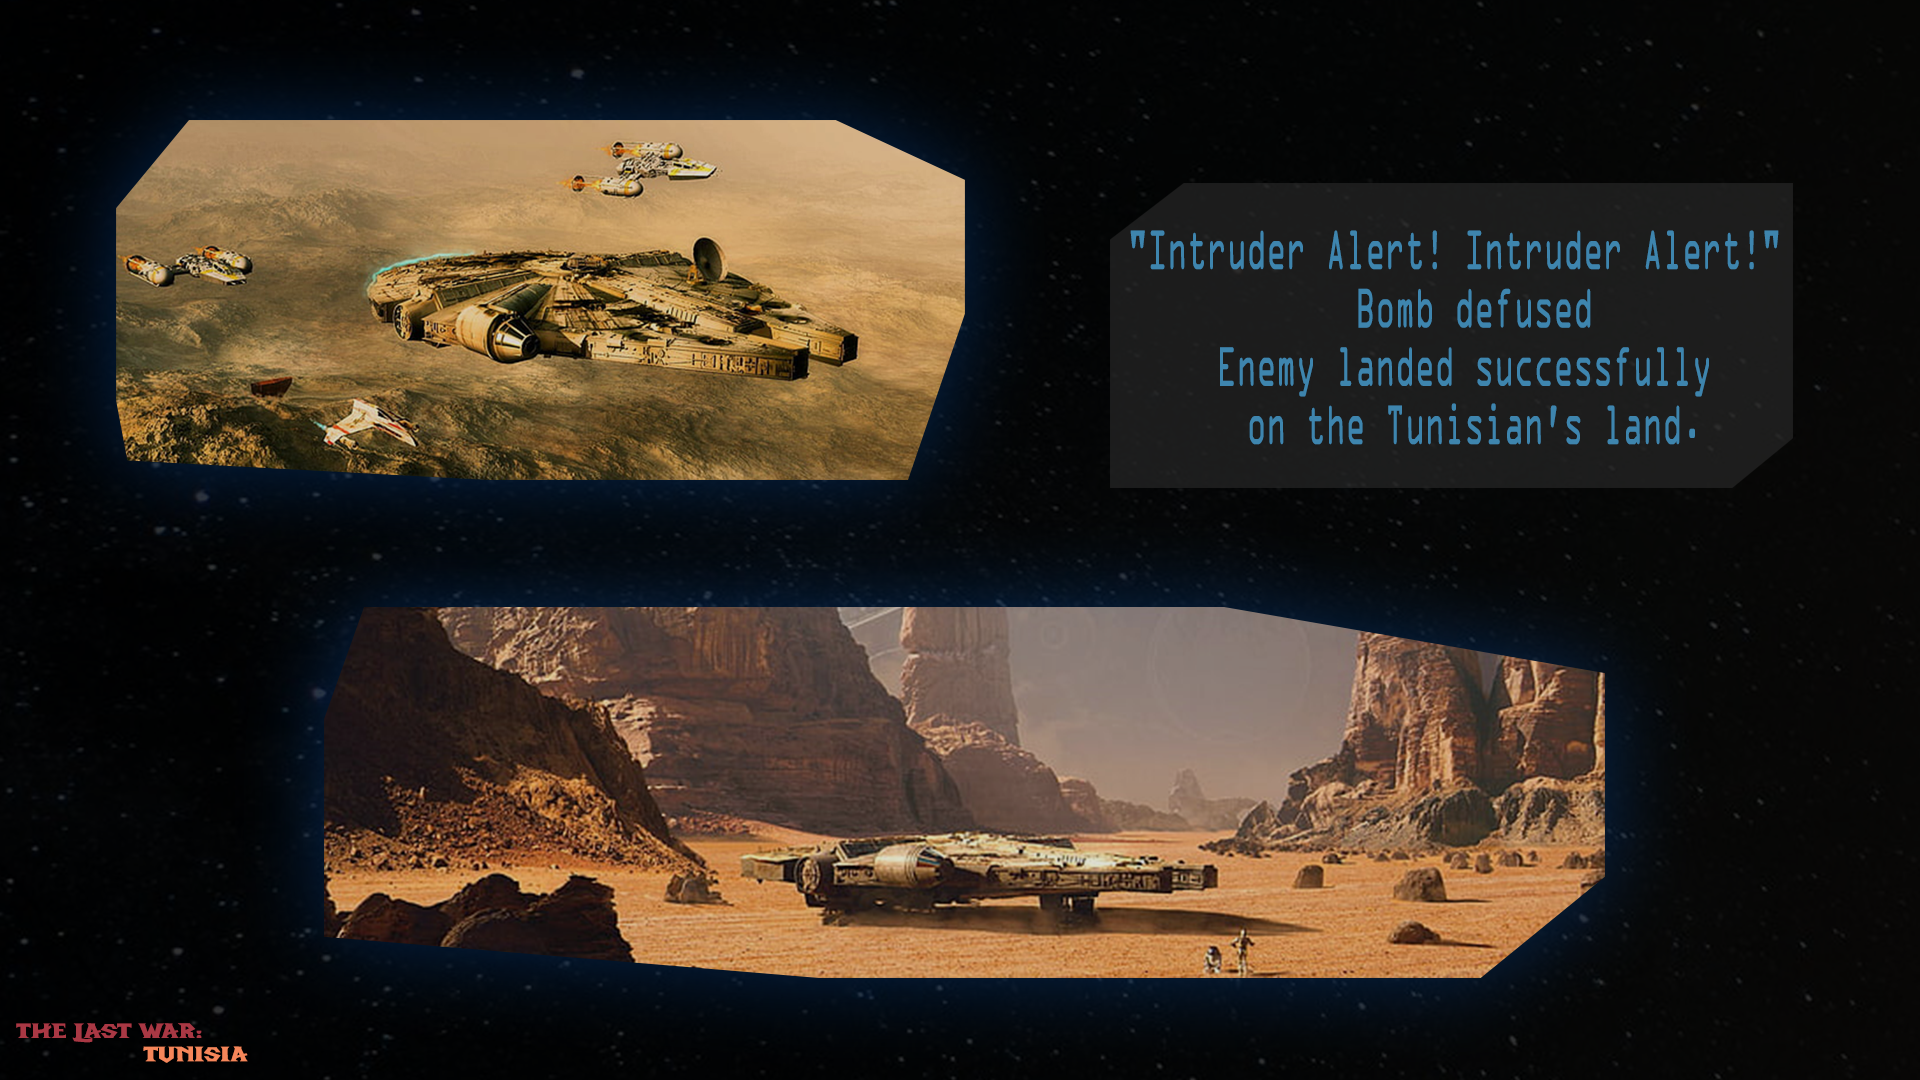 "Intruder Alert! Intruder Alert!"
Bomb defused
Enemy landed successfully
on the Tunisian's land.
THE LAST WAR:
TUNISIA